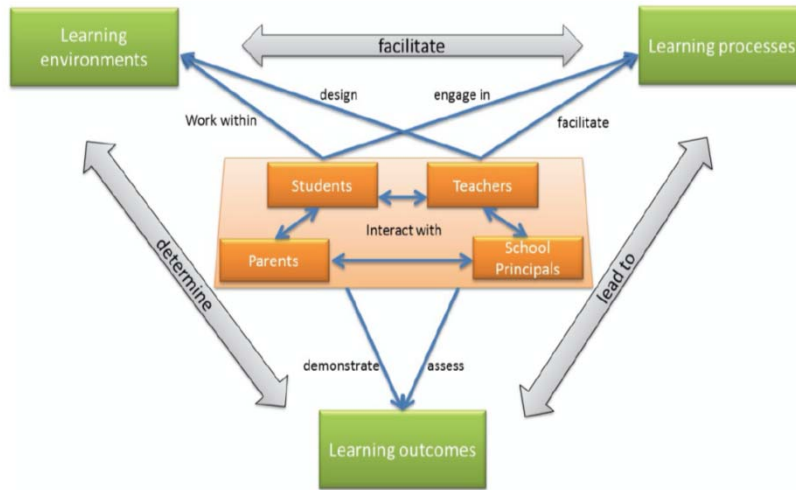 Learning
environments
facilitate
Learning processes
design
engage in
Work within
facilitate
Students
Teachers
Interact with
Parents
School
Principals
determine
lead to
demonstrate
assess
Learning outcomes